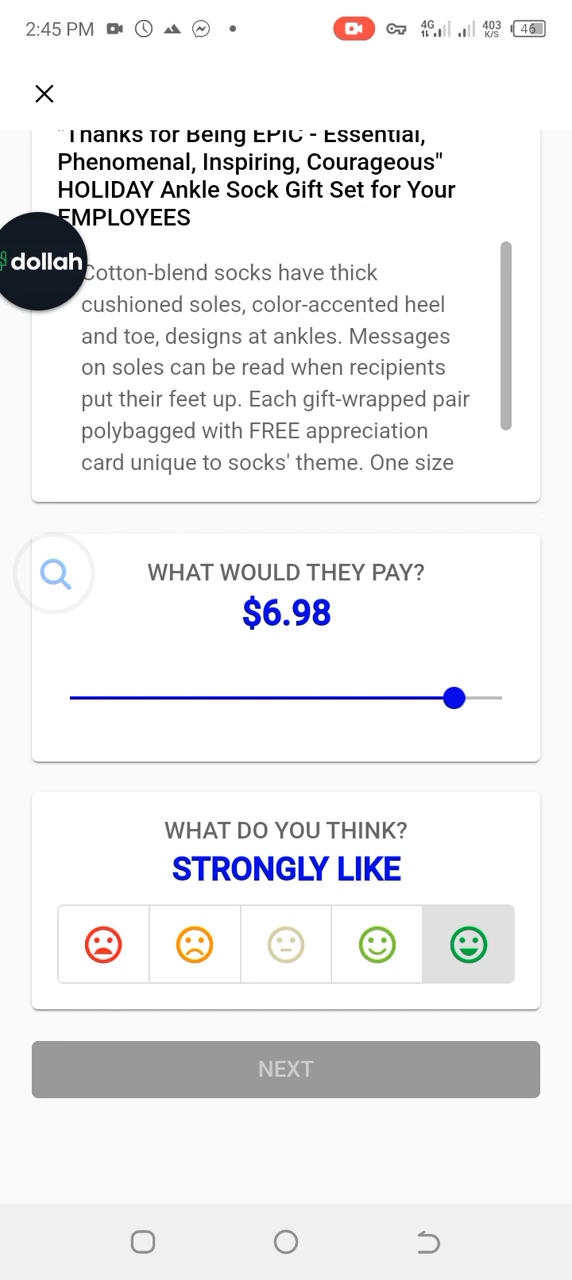 2:45 PM
4G
403
K/S
46
"Thanks for Being EPIC - Essential,
Phenomenal, Inspiring, Courageous"
HOLIDAY Ankle Sock Gift Set for Your
EMPLOYEES
dollah
Cotton-blend socks have thick
cushioned soles, color-accented heel
and toe, designs at ankles. Messages
on soles can be read when recipients
put their feet up. Each gift-wrapped pair
polybagged with FREE appreciation
card unique to socks' theme. One size
WHAT WOULD THEY PAY?
$6.98
WHAT DO YOU THINK?
STRONGLY LIKE
NEXT